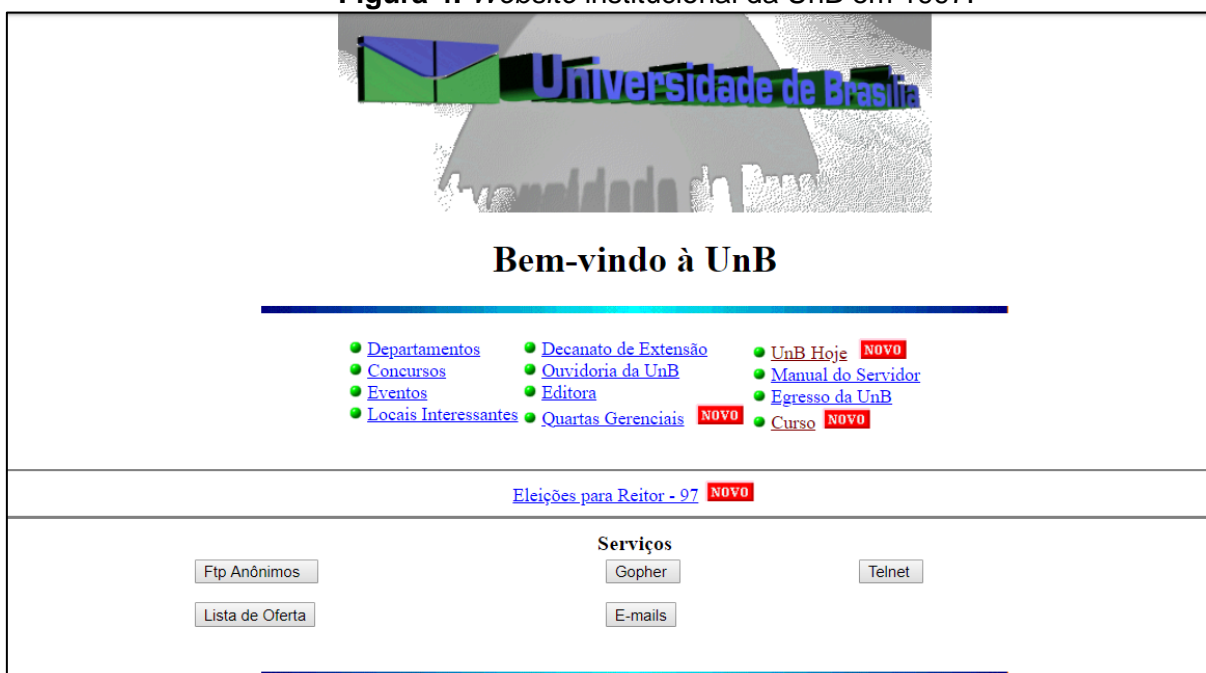 Website institucional da UnB em
Universidade de Brasília
Bem-vindo à UnB
Departamentos
Concursos
Eventos
Locais Interessantes
Decanato de Extensão
Ouvidoria da UnB
Editora
Quartas Gerenciais NOVO
UnB Hoje NOVO
Manual do Servidor
Egresso da UnB
Curso NOVO
Eleições para Reitor - 97 NOVO
Serviços
Ftp Anônimos Gopher Telnet
Lista de Oferta E-mails